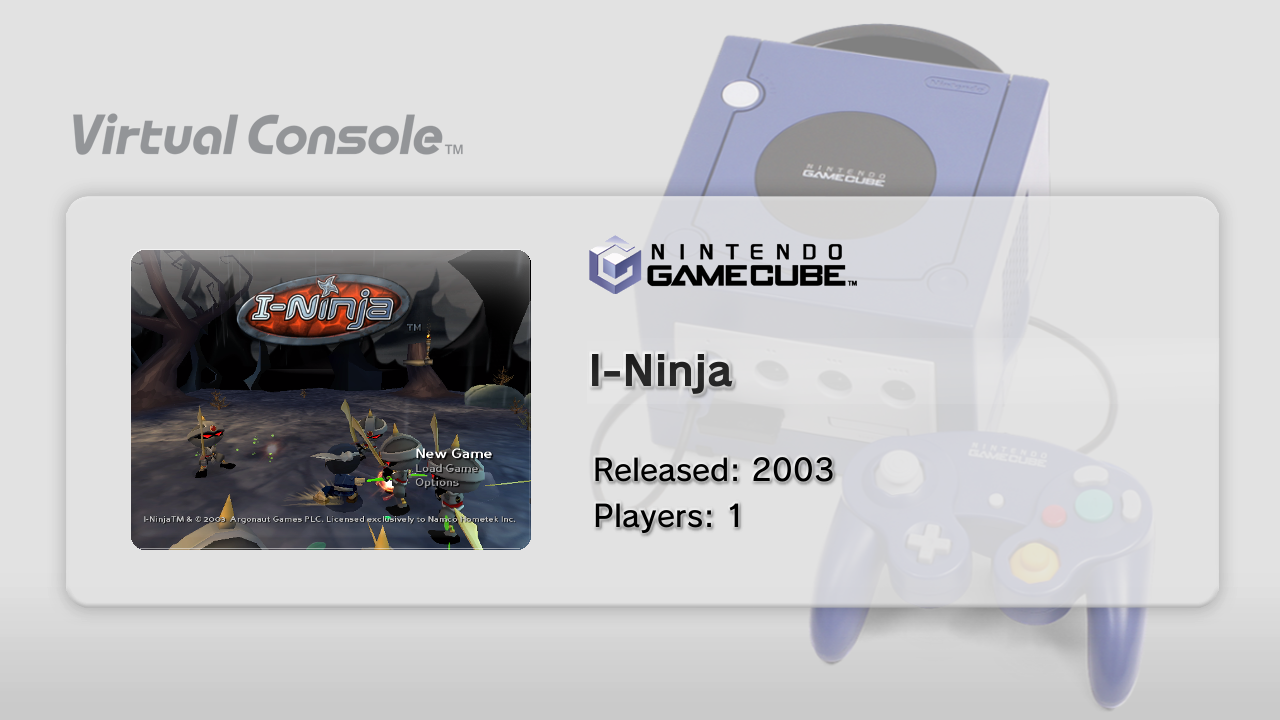 Virtual Console™
Nintendo
NINTENDO
GAMECUBE
NINTENDO
GAMECUBE™
I-Ninja
TM
New Game
Load Game
Options
I-Ninja™ & © 2003 Argonaut Games PLC. Licensed exclusively to Namco Hometek Inc.
I-Ninja
Released: 2003
Players: 1
NINTENDO
GAMECUBE